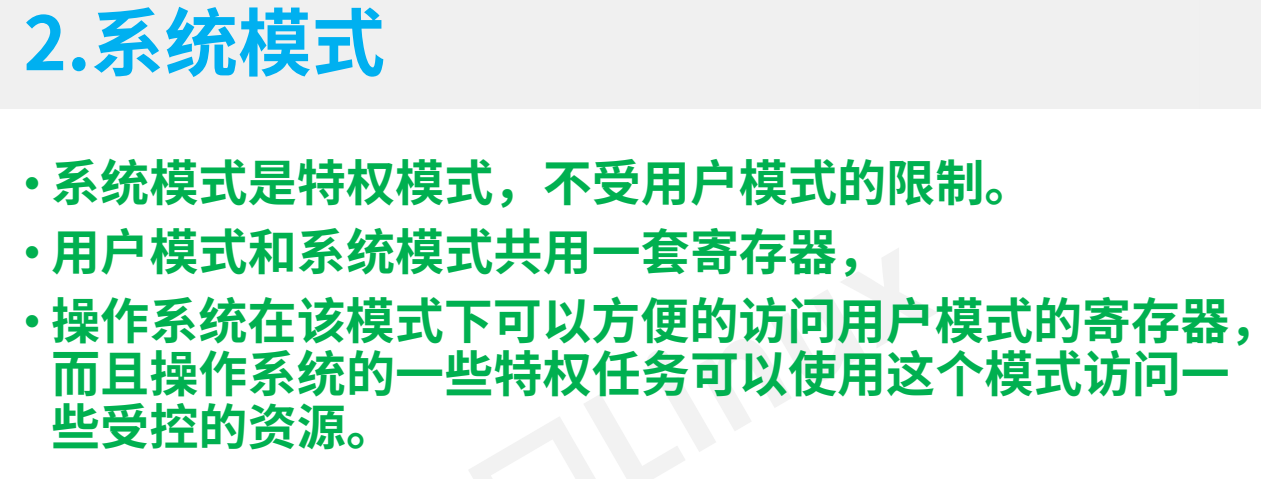 2.系统模式
•系统模式是特权模式，不受用户模式的限制。
•用户模式和系统模式共用一套寄存器，
•操作系统在该模式下可以方便的访问用户模式的寄存器，
而且操作系统的一些特权任务可以使用这个模式访问一
些受控的资源。